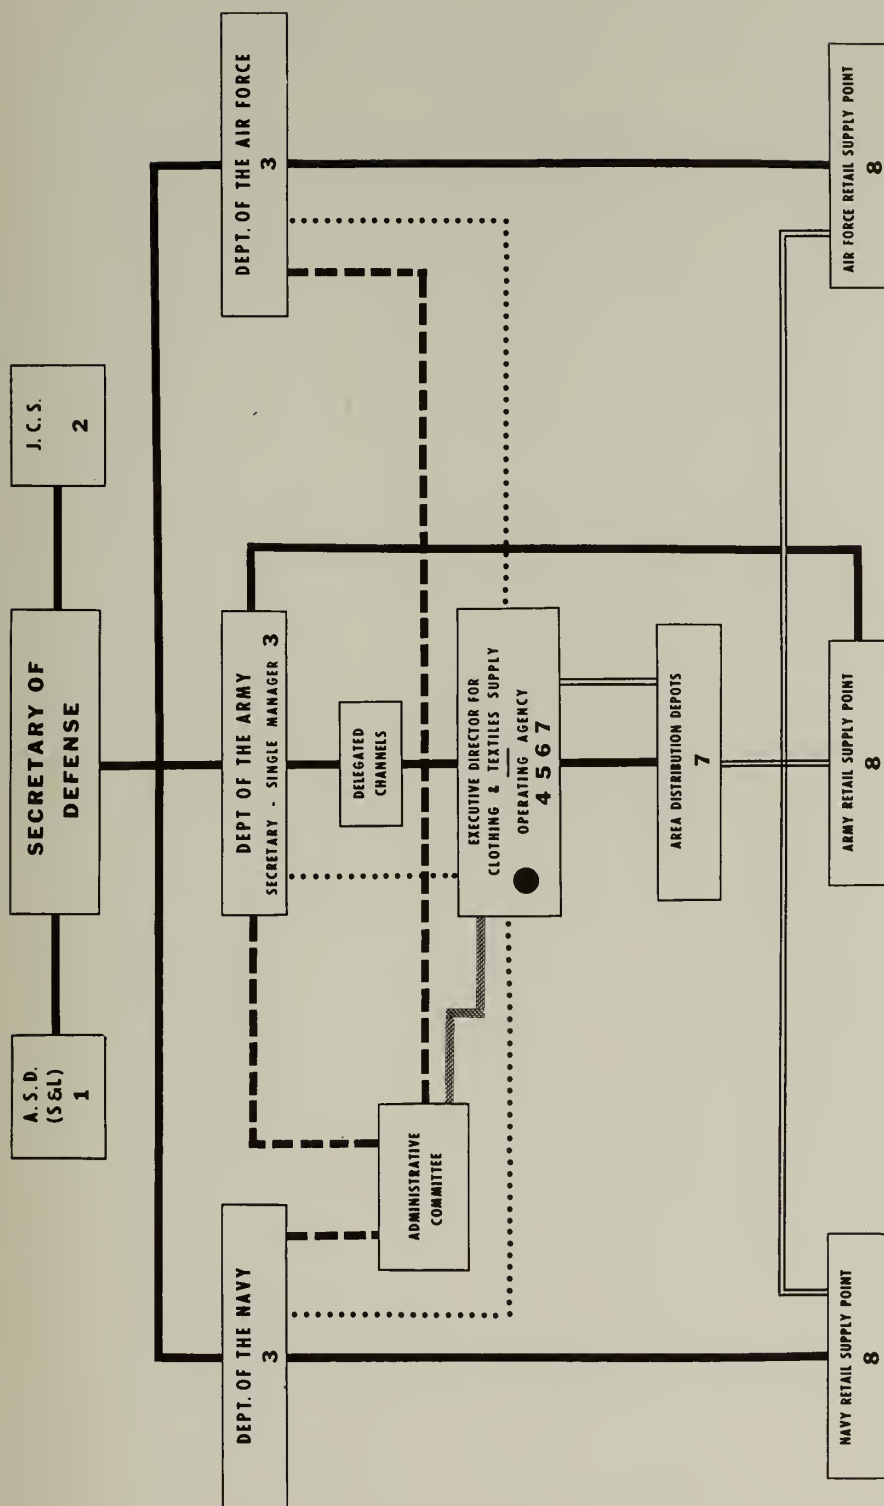 A.S.D.
(S&L)
1
SECRETARY OF
DEFENSE
J.C.S.
2
DEPT. OF THE NAVY
3
DEPT OF THE ARMY
SECRETARY - SINGLE MANAGER 3
DEPT. OF THE AIR FORCE
3
DELEGATED
CHANNELS
ADMINISTRATIVE
COMMITTEE
EXECUTIVE DIRECTOR FOR
CLOTHING & TEXTILES SUPPLY
OPERATING AGENCY
4 5 6 7
AREA DISTRIBUTION DEPOTS
7
NAVY RETAIL SUPPLY POINT
8
ARMY RETAIL SUPPLY POINT
8
AIR FORCE RETAIL SUPPLY POINT
8